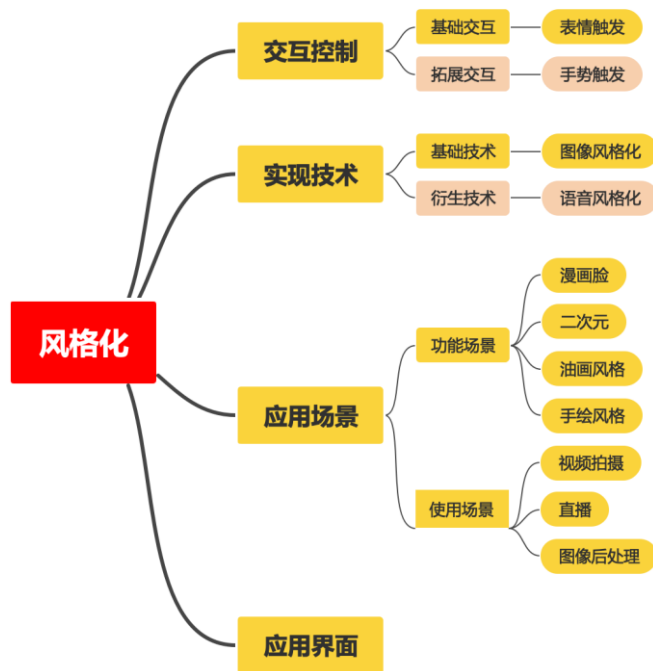 风格化
交互控制
基础交互
表情触发
拓展交互
手势触发
实现技术
基础技术
图像风格化
衍生技术
语音风格化
应用场景
功能场景
漫画脸
二次元
油画风格
手绘风格
使用场景
视频拍摄
直播
图像后处理
应用界面